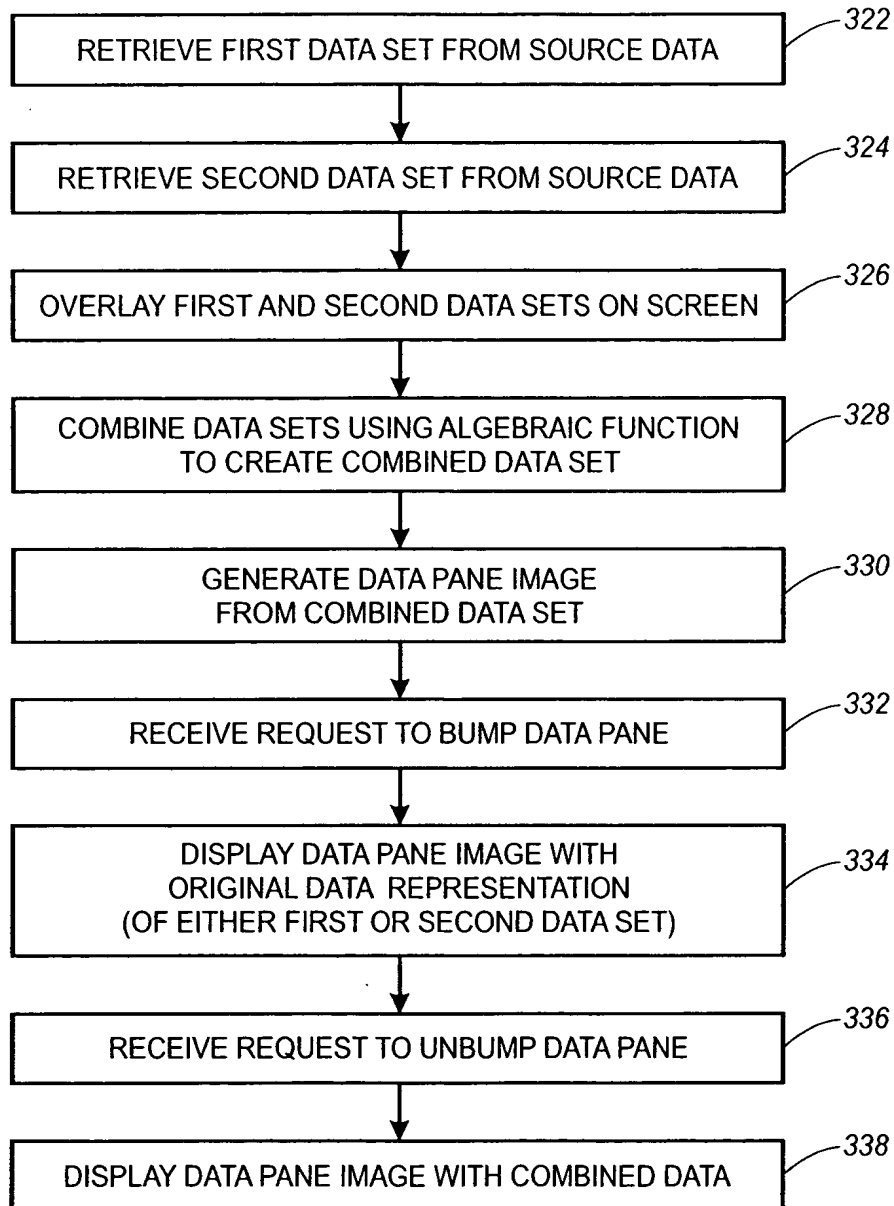 322
RETRIEVE FIRST DATA SET FROM SOURCE DATA
324
RETRIEVE SECOND DATA SET FROM SOURCE DATA
326
OVERLAY FIRST AND SECOND DATA SETS ON SCREEN
328
COMBINE DATA SETS USING ALGEBRAIC FUNCTION
TO CREATE COMBINED DATA SET
330
GENERATE DATA PANE IMAGE
FROM COMBINED DATA SET
332
RECEIVE REQUEST TO BUMP DATA PANE
334
DISPLAY DATA PANE IMAGE WITH
ORIGINAL DATA REPRESENTATION
(OF EITHER FIRST OR SECOND DATA SET)
336
RECEIVE REQUEST TO UNBUMP DATA PANE
338
DISPLAY DATA PANE IMAGE WITH COMBINED DATA